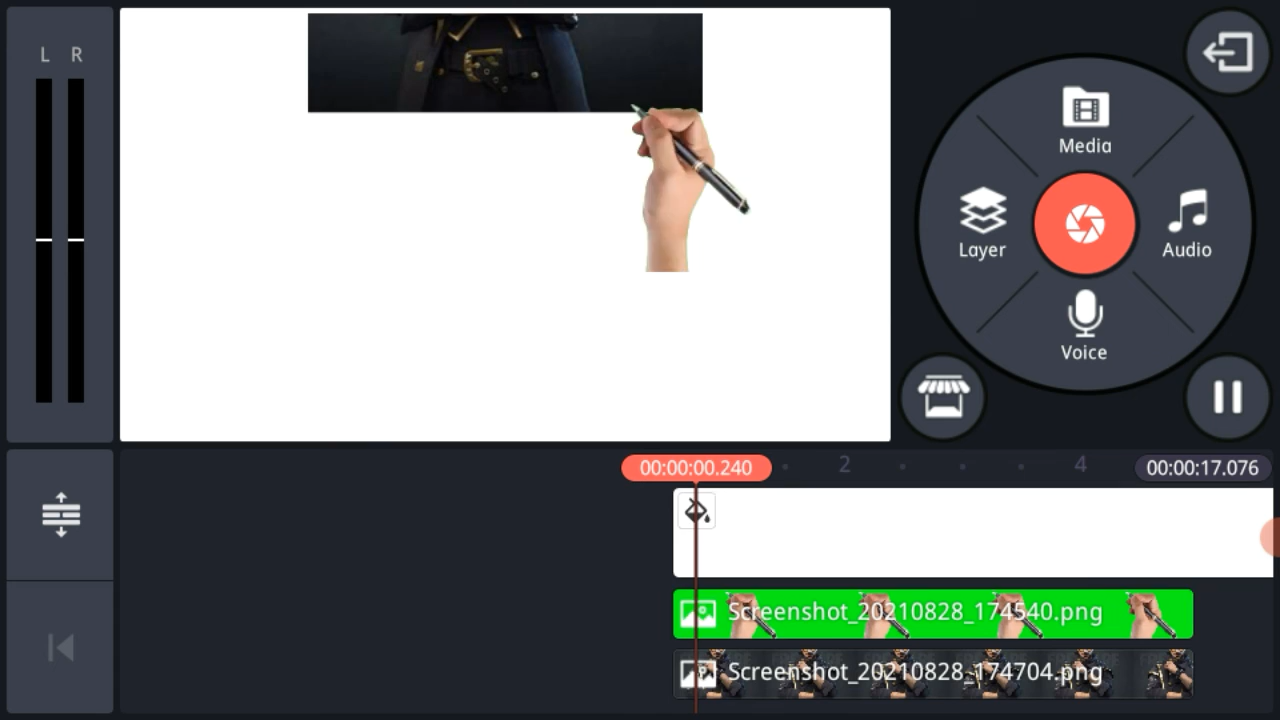 L R
Media
Layer
Audio
Voice
00:00:00.240
2
4
00:00:17.076
Screenshot_20210828_174540.png
Screenshot_20210828_174704.png